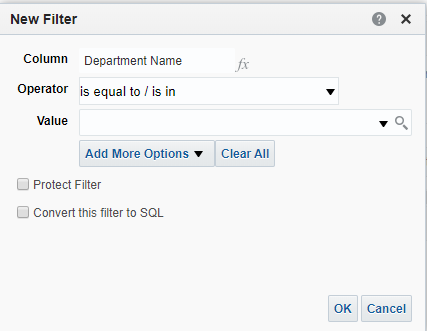 New Filter
Column Department Name fx
Operator is equal to / is in
Value
Add More Options Clear All
Protect Filter
Convert this filter to SQL
OK Cancel